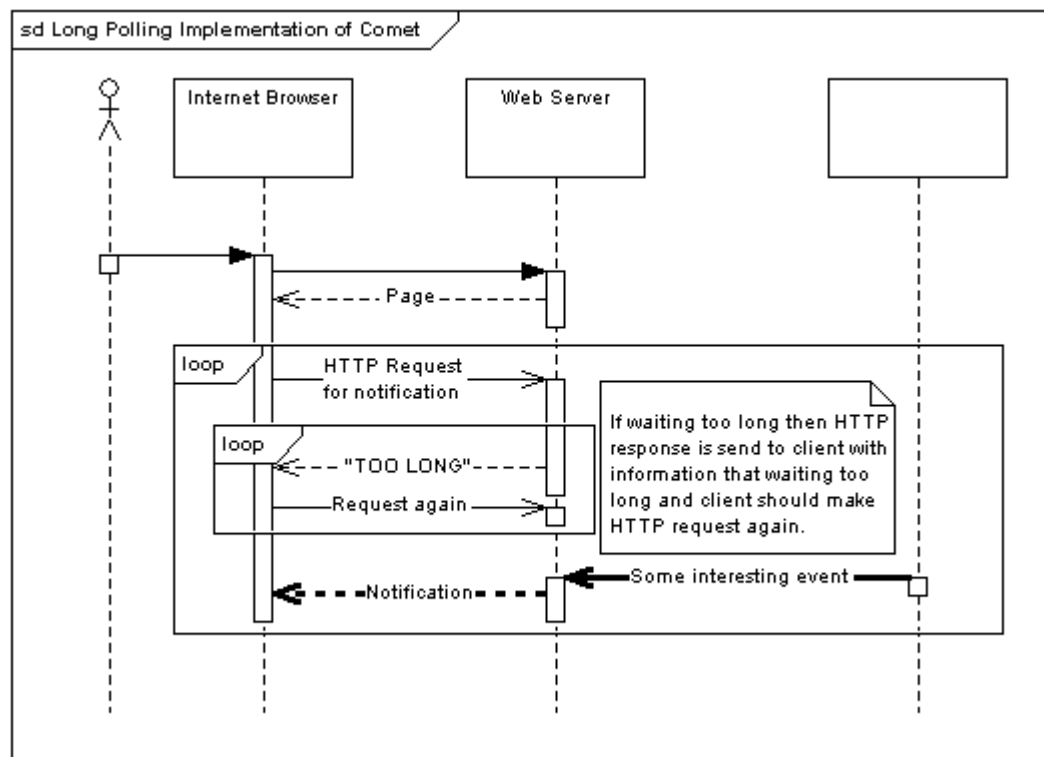 sd Long Polling Implementation of Comet
Internet Browser
Web Server
Page
loop
HTTP Request
for notification
loop
"TOO LONG"
Request again
If waiting too long then HTTP
response is send to client with
information that waiting too
long and client should make
HTTP request again.
Some interesting event
Notification